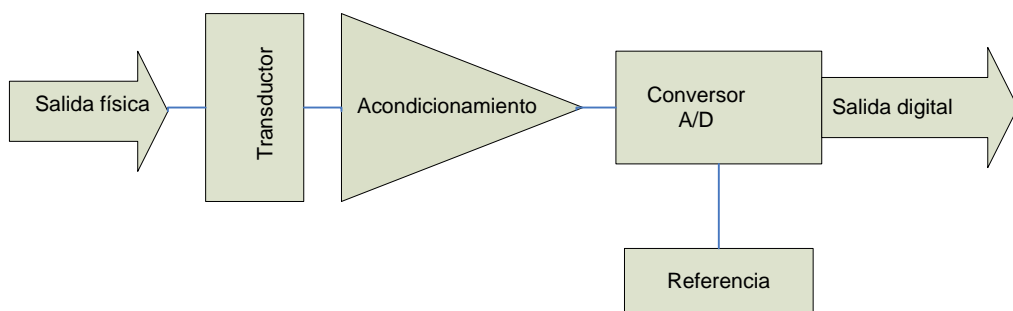 Salida física
Transductor
Acondicionamiento
Conversor
A/D
Salida digital
Referencia